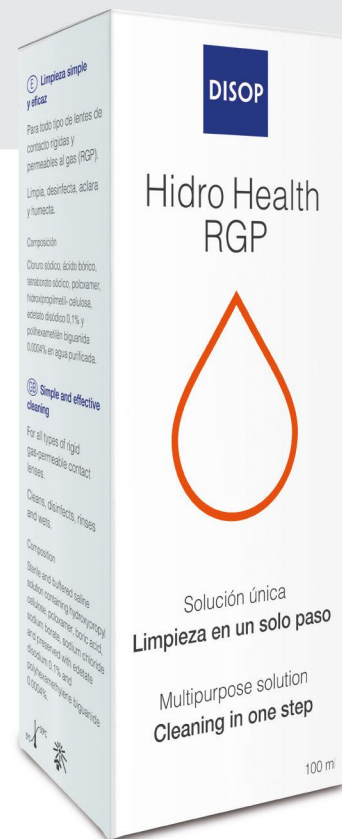 E Limpieza simple
y eficaz
Para todo tipo de lentes de
contacto rígidas y
permeables al gas (RGP).
Limpia, desinfecta, aclara
y humecta.
Composición
Cloruro sódico, ácido bórico,
tetraborato sódico, poloxamer,
hidroxipropilmetil- celulosa,
edetato disódico 0,1% y
polihexametilén biguanida
0,0004% en agua purificada.
GB Simple and effective
cleaning
For all types of rigid
gas-permeable contact
lenses.
Cleans, disinfects, rinses
and wets.
Composition
Sterile and buffered saline
solution containing hydroxypropyl
cellulose, poloxamer, boric acid,
sodium borate, sodium chloride
and preserved with edetate
disodium 0.1% and
polyhexamethylene biguanide
0.0004%.
DISOP
Hidro Health
RGP
Solución única
Limpieza en un solo paso
Multipurpose solution
Cleaning in one step
100 ml